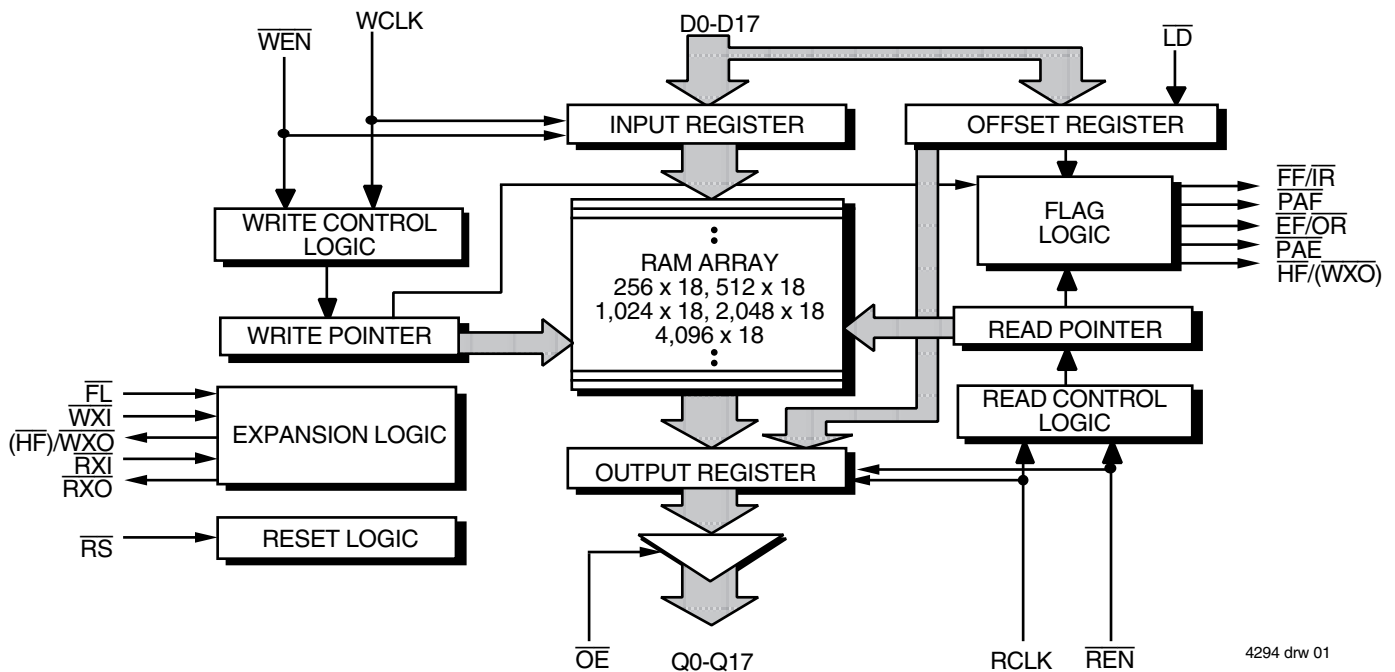 WEN
WCLK
D0-D17
LD
INPUT REGISTER
OFFSET REGISTER
WRITE CONTROL
LOGIC
FLAG
LOGIC
FF/IR
PAF
EF/OR
PAE
HF/(WXO)
RAM ARRAY
256 x 18, 512 x 18
1,024 x 18, 2,048 x 18
4,096 x 18
WRITE POINTER
READ POINTER
FL
WXI
(HF)/WXO
RXI
RXO
EXPANSION LOGIC
READ CONTROL
LOGIC
OUTPUT REGISTER
RS
RESET LOGIC
OE
Q0-Q17
RCLK
REN
4294 drw 01